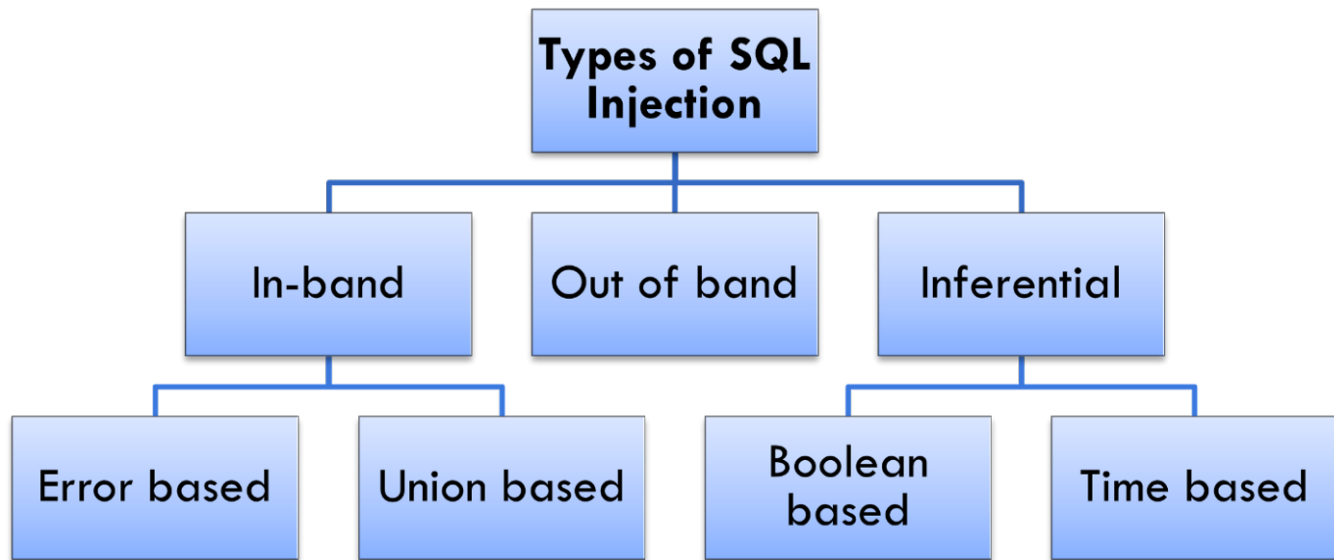 Types of SQL
Injection
In-band
Out of band
Inferential
Error based
Union based
Boolean
based
Time based